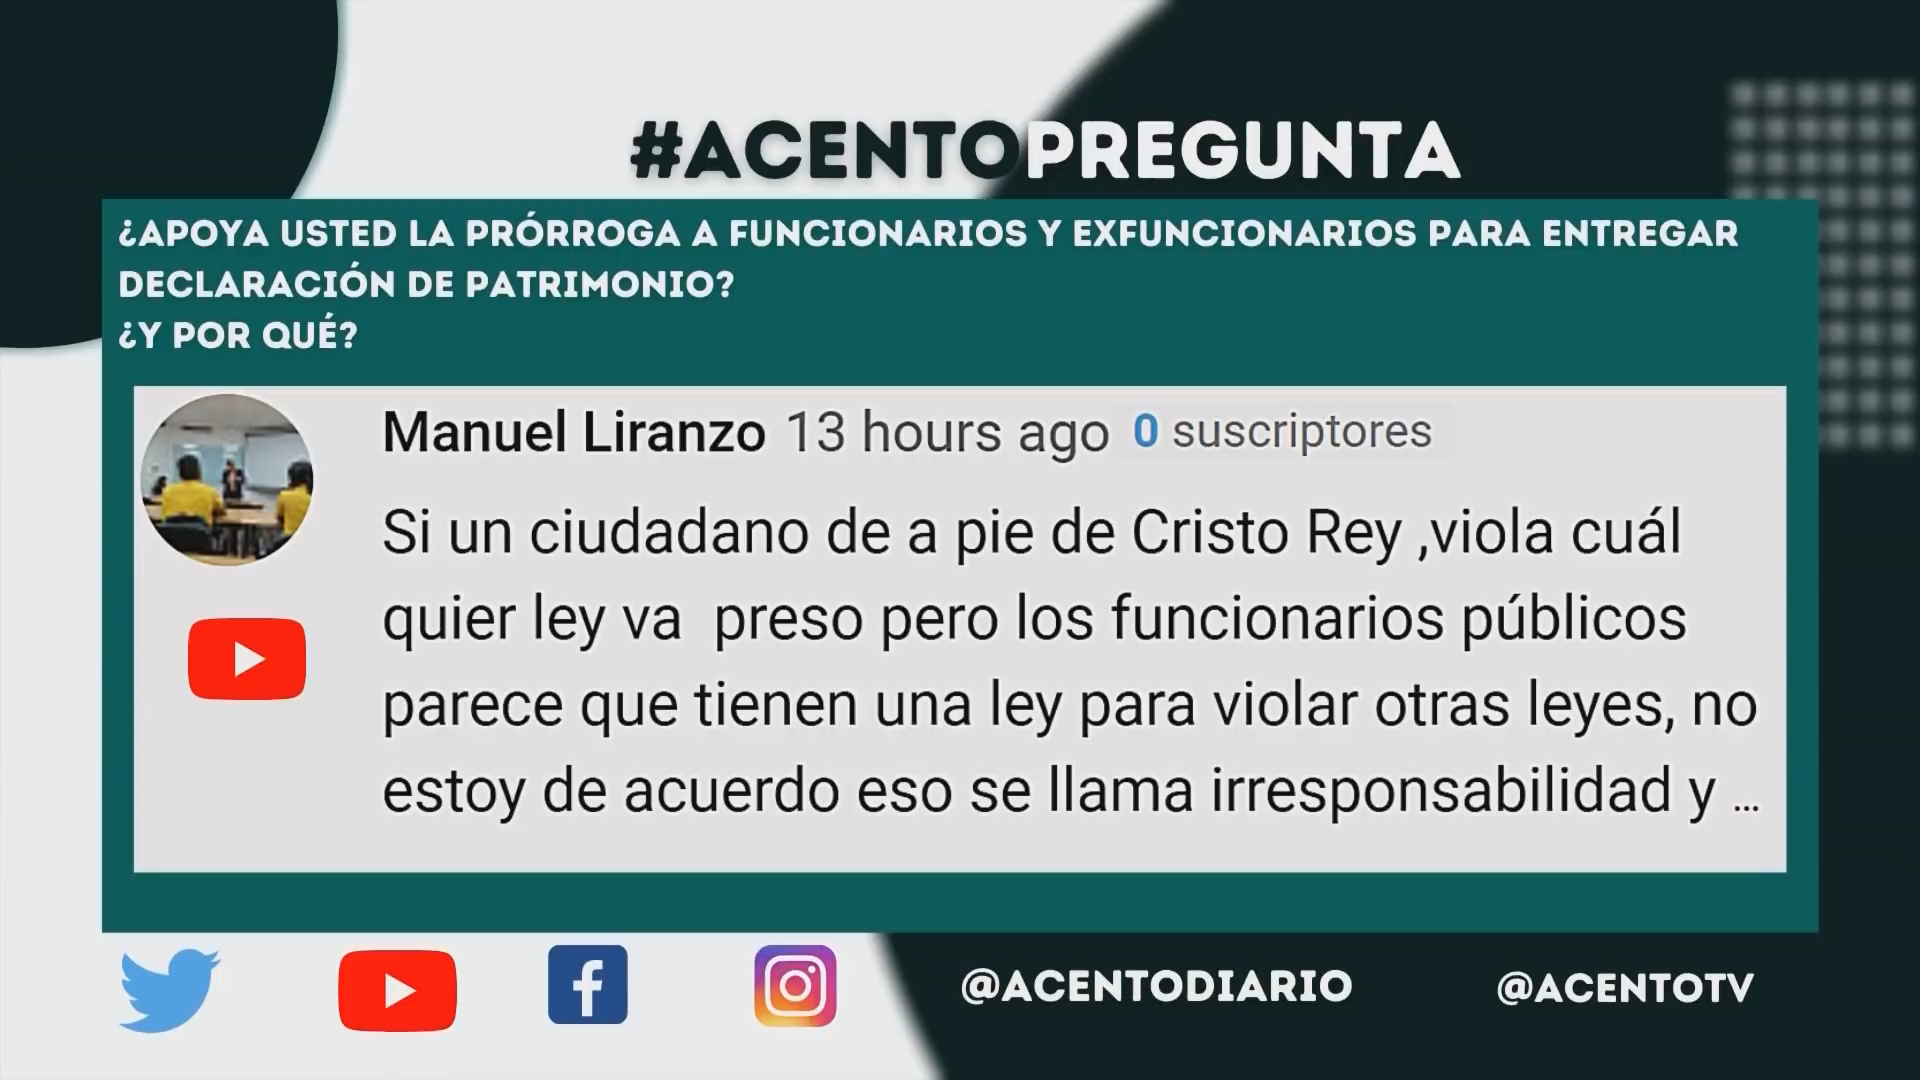 #ACENTOPREGUNTA
¿APOYA USTED LA PRÓRROGA A FUNCIONARIOS Y EXFUNCIONARIOS PARA ENTREGAR
DECLARACIÓN DE PATRIMONIO?
¿Y POR QUÉ?
Manuel Liranzo 13 hours ago 0 suscriptores
Si un ciudadano de a pie de Cristo Rey ,viola cuál
quier ley va  preso pero los funcionarios públicos
parece que tienen una ley para violar otras leyes, no
estoy de acuerdo eso se llama irresponsabilidad y ...
@ACENTODIARIO @ACENTOTV